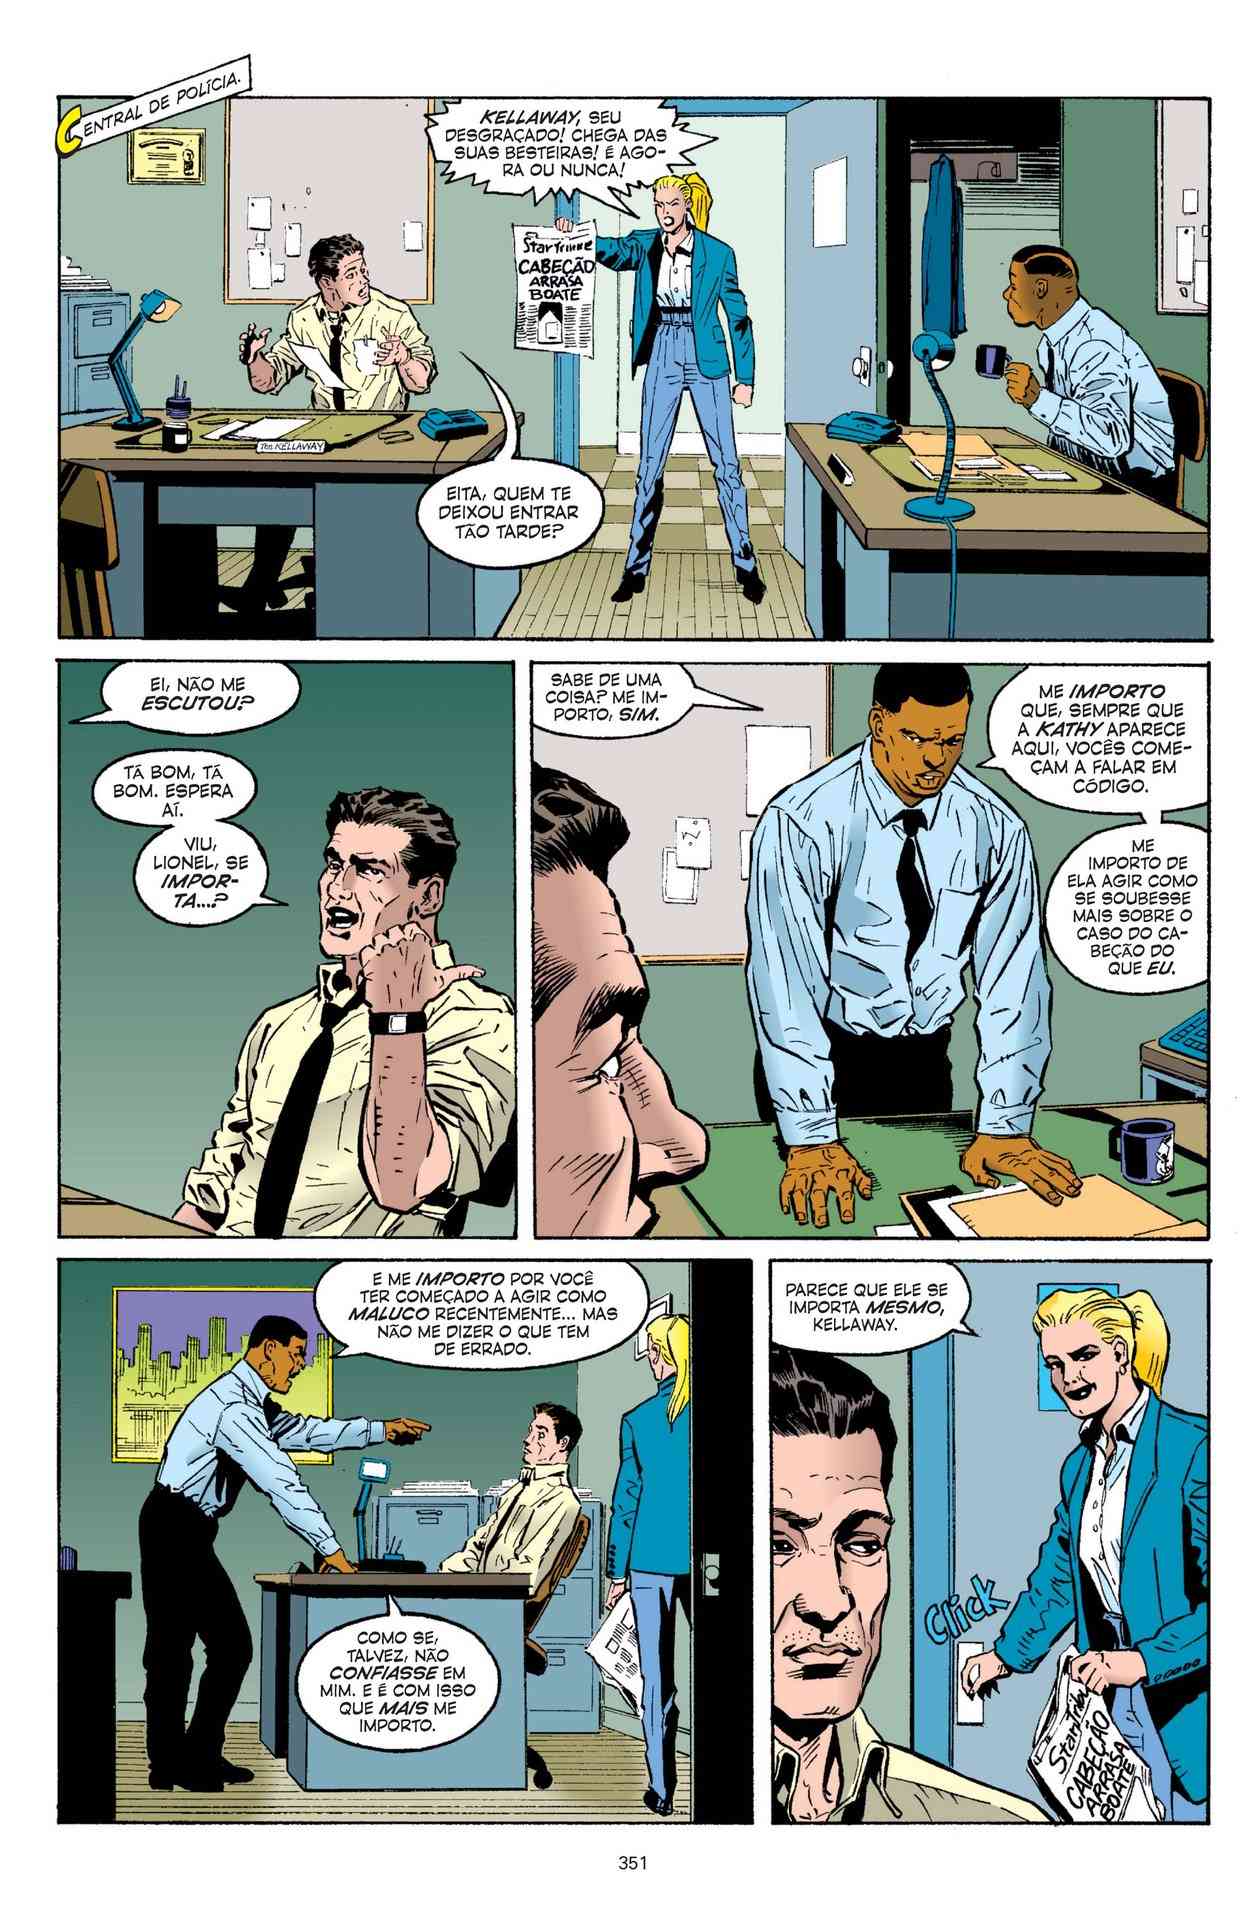 CENTRAL DE POLÍCIA.
KELLAWAY, SEU
DESGRAÇADO! CHEGA DAS
SUAS BESTEIRAS! É AGO-
RA OU NUNCA!
CABEÇÃO
ARRASA
BOATE
KELLAWAY
EITA, QUEM TE
DEIXOU ENTRAR
TÃO TARDE?
EI, NÃO ME
ESCUTOU?
TÁ BOM, TÁ
BOM. ESPERA
AÍ.
VIU,
LIONEL, SE
IMPOR-
TA...?
SABE DE UMA
COISA? ME IM-
PORTO, SIM.
ME IMPORTO
QUE, SEMPRE QUE
A KATHY APARECE
AQUI, VOCÊS COME-
ÇAM A FALAR EM
CÓDIGO.
ME
IMPORTO DE
ELA AGIR COMO
SE SOUBESSE
MAIS SOBRE O
CASO DO CA-
BEÇÃO DO
QUE EU.
E ME IMPORTO POR VOCÊ
TER COMEÇADO A AGIR COMO
MALUCO RECENTEMENTE... MAS
NÃO ME DIZER O QUE TEM
DE ERRADO.
COMO SE,
TALVEZ, NÃO
CONFIASSE EM
MIM. E É COM ISSO
QUE MAIS ME
IMPORTO.
PARECE QUE ELE SE
IMPORTA MESMO,
KELLAWAY.
Click
CABEÇÃO
ARRASA
BOATE
351